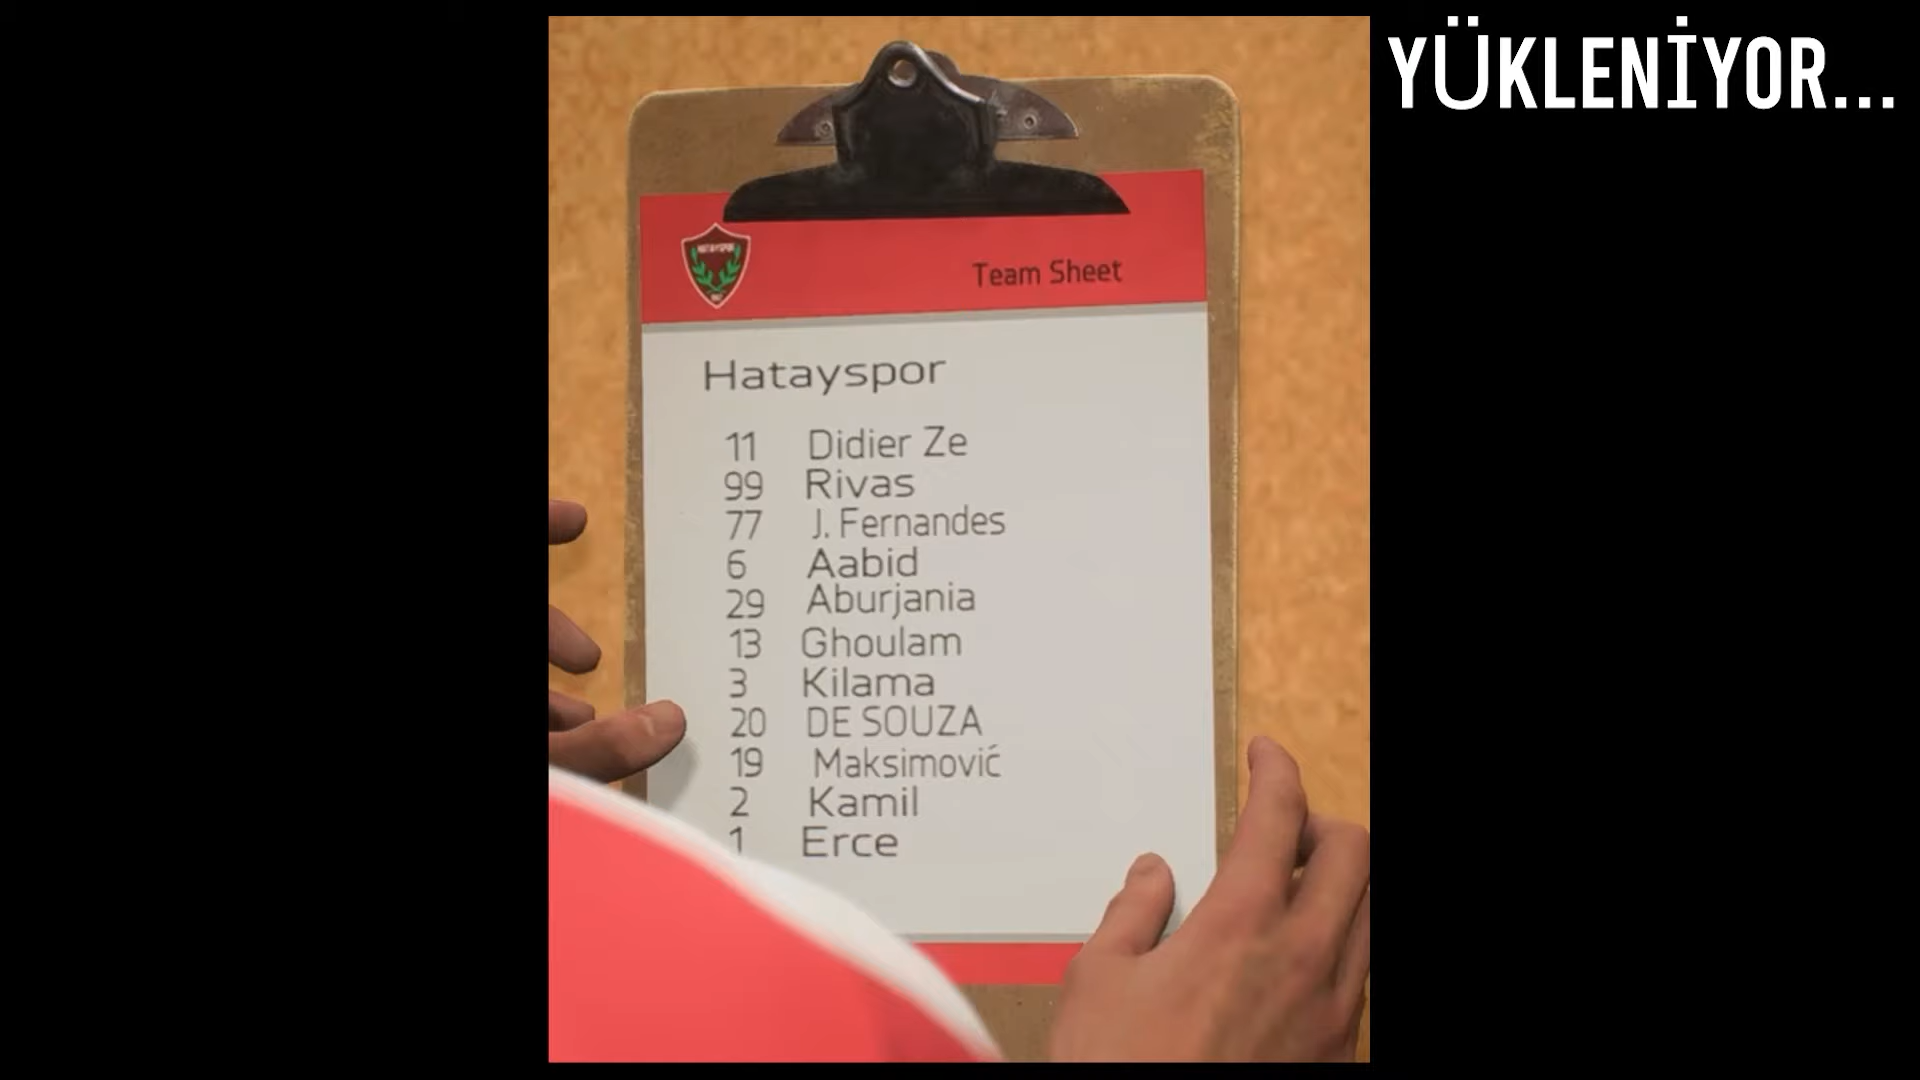 YÜKLENİYOR...
HATAYSPOR
Team Sheet
Hatayspor
11 Didier Ze
99 Rivas
77 J. Fernandes
6 Aabid
29 Aburjania
13 Ghoulam
3 Kilama
20 DE SOUZA
19 Maksimović
2 Kamil
1 Erce